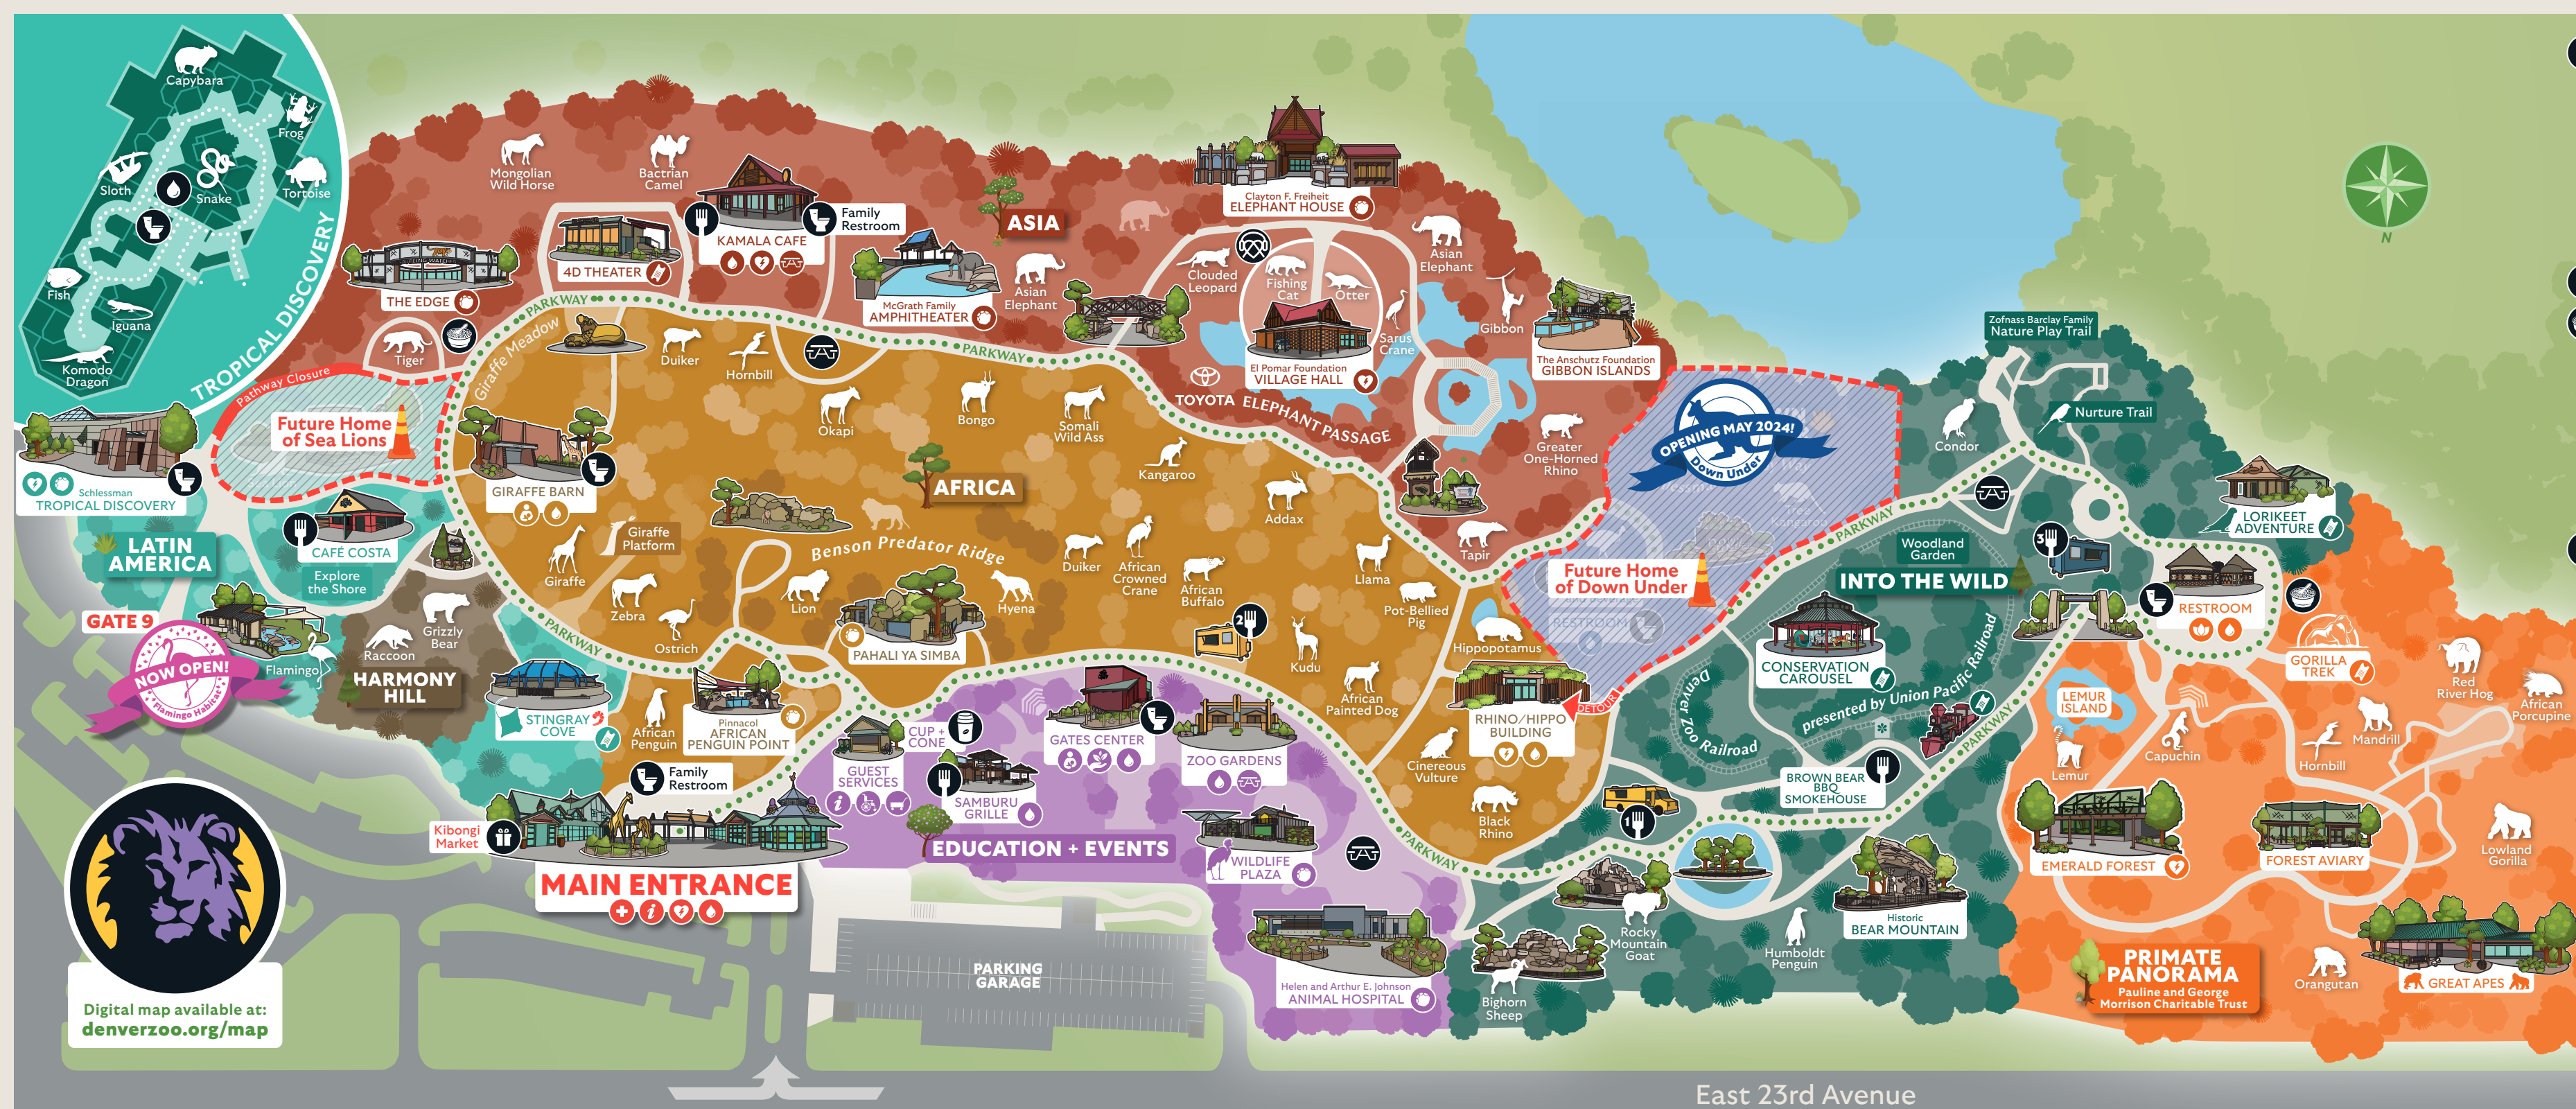 Capybara
Frog
Sloth
Snake
Tortoise
Fish
Iguana
Komodo
Dragon
TROPICAL DISCOVERY
Mongolian
Wild Horse
Bactrian
Camel
4D THEATER
KAMALA CAFE
Family
Restroom
ASIA
McGrath Family
AMPHITHEATER
Asian
Elephant
Clayton F. Freiheit
ELEPHANT HOUSE
Clouded
Leopard
Fishing
Cat
Otter
Sarus
Crane
Asian
Elephant
Gibbon
El Pomar Foundation
VILLAGE HALL
The Anschutz Foundation
GIBBON ISLANDS
TOYOTA ELEPHANT PASSAGE
Greater
One-Horned
Rhino
Tapir
THE EDGE
Tiger
PARKWAY
PARKWAY
Pathway Closure
Future Home
of Sea Lions
Schlessman
TROPICAL DISCOVERY
CAFÉ COSTA
LATIN
AMERICA
Explore
the Shore
GATE 9
NOW OPEN!
Flamingo Habitat
Flamingo
Raccoon
Grizzly
Bear
HARMONY
HILL
STINGRAY
COVE
PARKWAY
Giraffe Meadow
Duiker
Hornbill
Okapi
Bongo
Somali
Wild Ass
Kangaroo
Addax
GIRAFFE BARN
Giraffe
Platform
Giraffe
Zebra
Ostrich
AFRICA
Benson Predator Ridge
Lion
Hyena
PAHALI YA SIMBA
Duiker
African
Crowned
Crane
African
Buffalo
2
Kudu
Llama
Pot-Bellied
Pig
African
Painted Dog
Hippopotamus
RHINO/HIPPO
BUILDING
Cinereous
Vulture
Black
Rhino
African
Penguin
Pinnacol
AFRICAN
PENGUIN POINT
Family
Restroom
Kibongi
Market
MAIN ENTRANCE
GUEST
SERVICES
CUP +
CONE
SAMBURU
GRILLE
GATES CENTER
ZOO GARDENS
EDUCATION + EVENTS
WILDLIFE
PLAZA
Helen and Arthur E. Johnson
ANIMAL HOSPITAL
PARKWAY
PARKING
GARAGE
OPENING MAY 2024!
Down Under
Future Home
of Down Under
RESTROOM
Tree
Kangaroo
DETOUR
Zofnass Barclay Family
Nature Play Trail
Nurture Trail
Condor
PARKWAY
Woodland
Garden
INTO THE WILD
3
LORIKEET
ADVENTURE
RESTROOM
CONSERVATION
CAROUSEL
Denver Zoo Railroad
presented by Union Pacific Railroad
PARKWAY
BROWN BEAR
BBQ
SMOKEHOUSE
1
Rocky
Mountain
Goat
Bighorn
Sheep
Humboldt
Penguin
Historic
BEAR MOUNTAIN
GORILLA
TREK
LEMUR
ISLAND
Lemur
Capuchin
Hornbill
Mandrill
Red
River Hog
African
Porcupine
Lowland
Gorilla
EMERALD FOREST
FOREST AVIARY
Orangutan
GREAT APES
PRIMATE
PANORAMA
Pauline and George
Morrison Charitable Trust
N
Digital map available at:
denverzoo.org/map
East 23rd Avenue